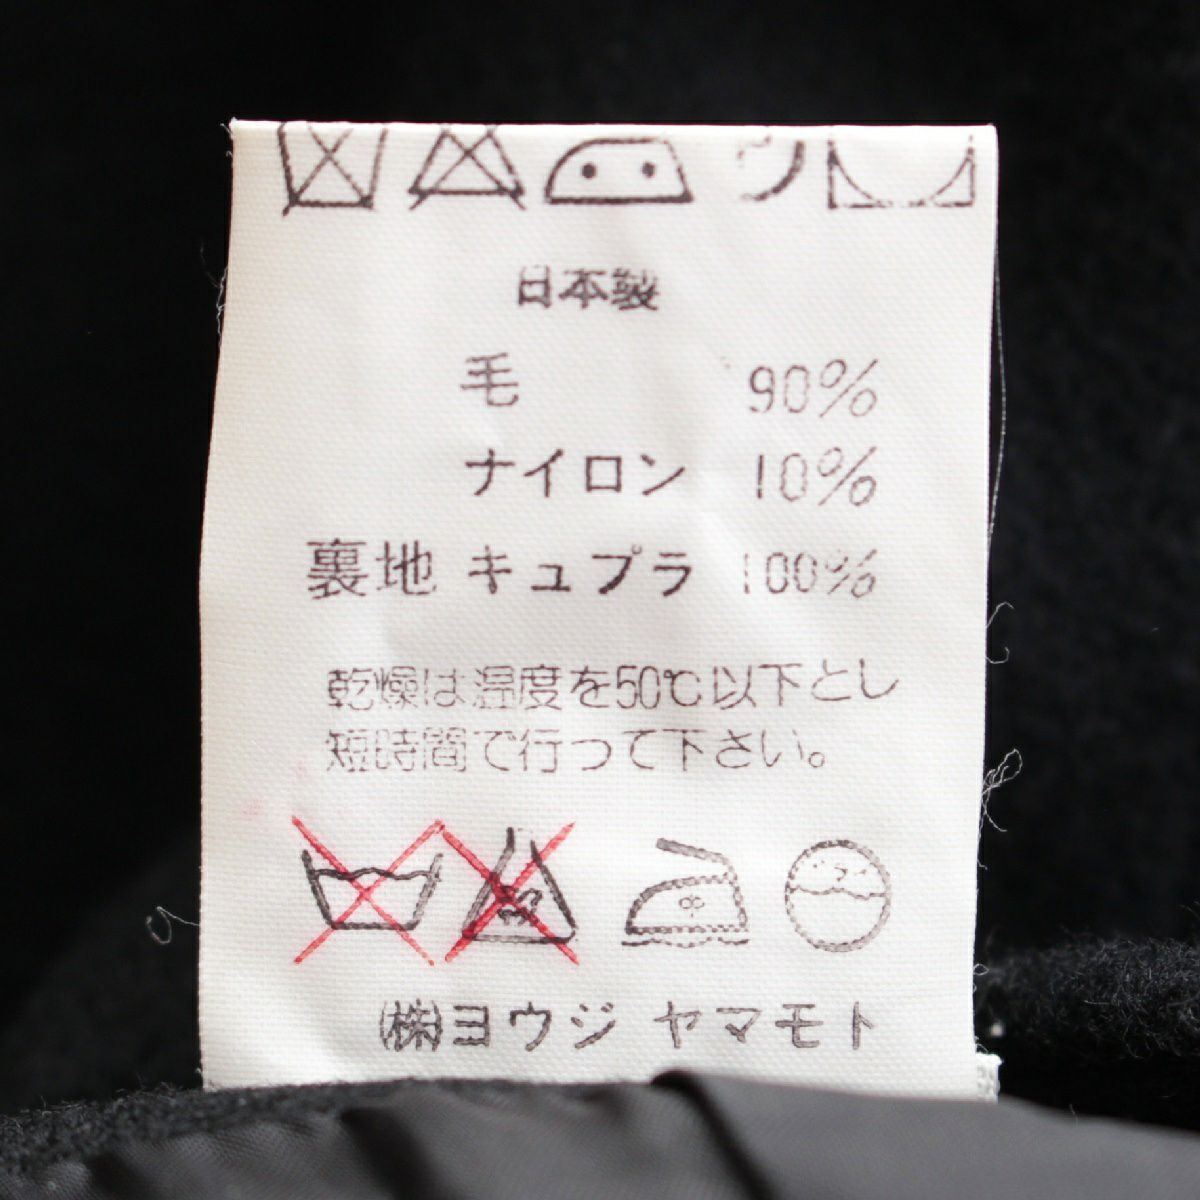 日本製
毛 90%
ナイロン 10%
裏地 キュプラ 100%
乾燥は温度を50℃以下とし
短時間で行って下さい。
(株)ヨウジ ヤマモト